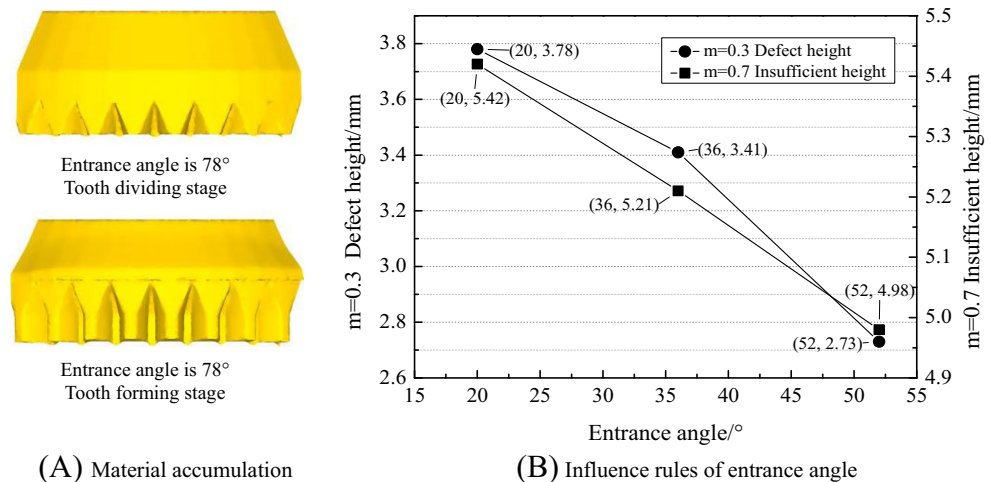 Entrance angle is 78°
Tooth dividing stage
Entrance angle is 78°
Tooth forming stage
(A) Material accumulation
m=0.3 Defect height/mm
3.8
3.6
3.4
3.2
3.0
2.8
2.6
15 20 25 30 35 40 45 50 55
Entrance angle/°
5.5
5.4
5.3
5.2
5.1
5.0
4.9
m=0.7 Insufficient height/mm
m=0.3 Defect height
m=0.7 Insufficient height
(20, 3.78)
(20, 5.42)
(36, 3.41)
(36, 5.21)
(52, 4.98)
(52, 2.73)
(B) Influence rules of entrance angle